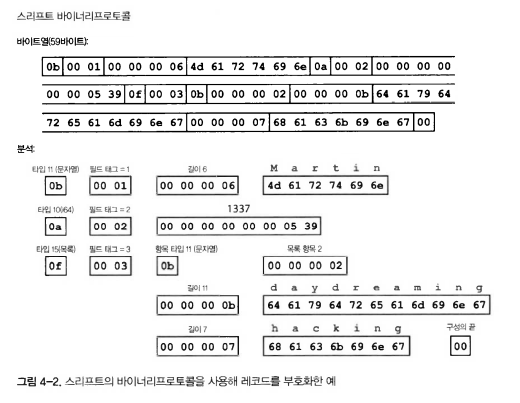 스리프트 바이너리프로토콜
바이트열(59바이트):
0b 00 01 00 00 00 06 4d 61 72 74 69 6e 0a 00 02 00 00 00 00
00 00 05 39 0f 00 03 0b 00 00 00 02 00 00 00 0b 64 61 79 64
72 65 61 6d 69 6e 67 00 00 00 07 68 61 63 6b 69 6e 67 00
분석:
타입 11 (문자열) 필드 태그 = 1 길이 6 M a r t i n
0b 00 01 00 00 00 06 4d 61 72 74 69 6e
타입 10(i64) 필드 태그 = 2 1337
0a 00 02 00 00 00 00 00 00 05 39
타입 15(목록) 필드 태그 = 3 항목 타입 11 (문자열) 목록 항목 2
0f 00 03 0b 00 00 00 02
길이 11 d a y d r e a m i n g
00 00 00 0b 64 61 79 64 72 65 61 6d 69 6e 67
길이 7 h a c k i n g 구성의 끝
00 00 00 07 68 61 63 6b 69 6e 67 00
그림 4-2. 스리프트의 바이너리프로토콜을 사용해 레코드를 부호화한 예